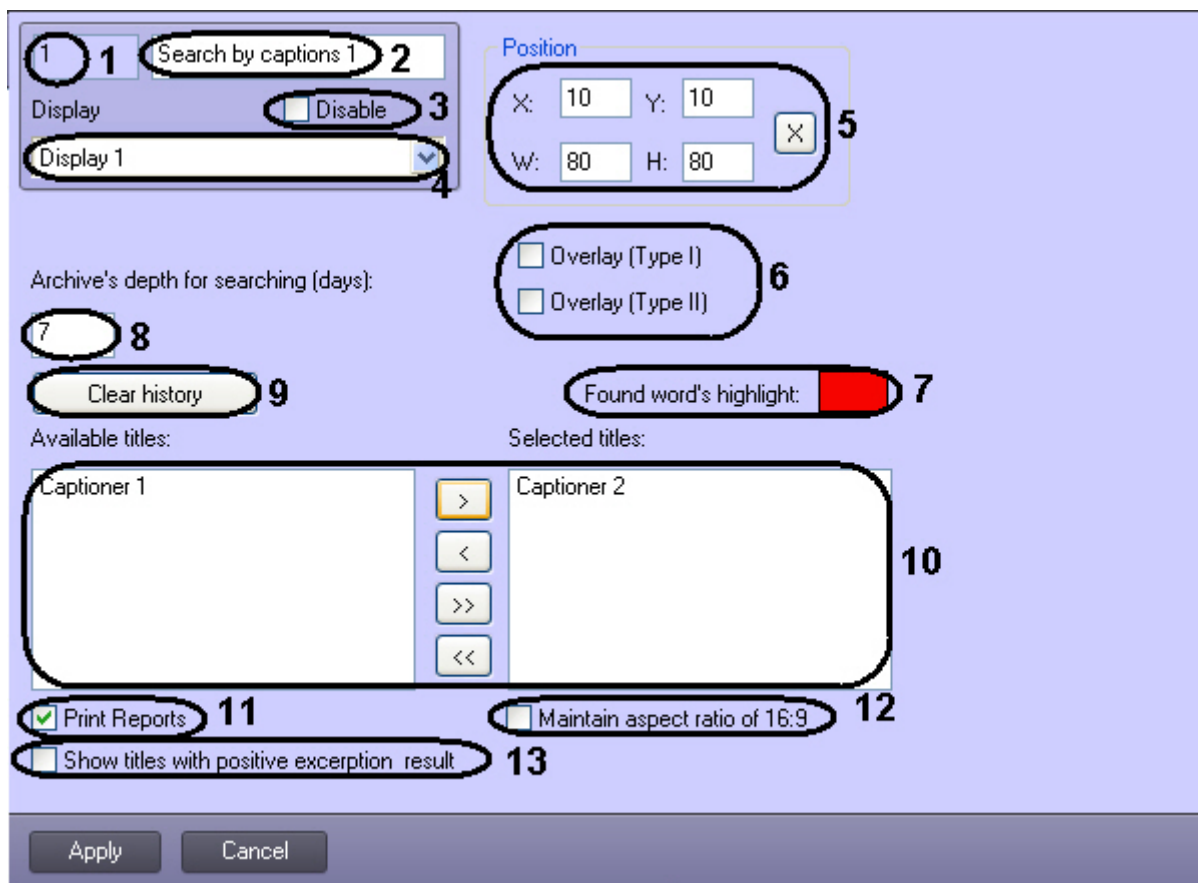 1 1 Search by captions 1 2
Display Disable 3
Display 1 4
Position
X: 10 Y: 10
W: 80 H: 80 X 5
Overlay (Type I)
Overlay (Type II) 6
Archive's depth for searching (days):
7 8
Clear history 9
Found word's highlight: 7
Available titles: Selected titles:
Captioner 1 > Captioner 2
<
>>
<<
10
Print Reports 11 Maintain aspect ratio of 16:9 12
Show titles with positive excerption result 13
Apply Cancel